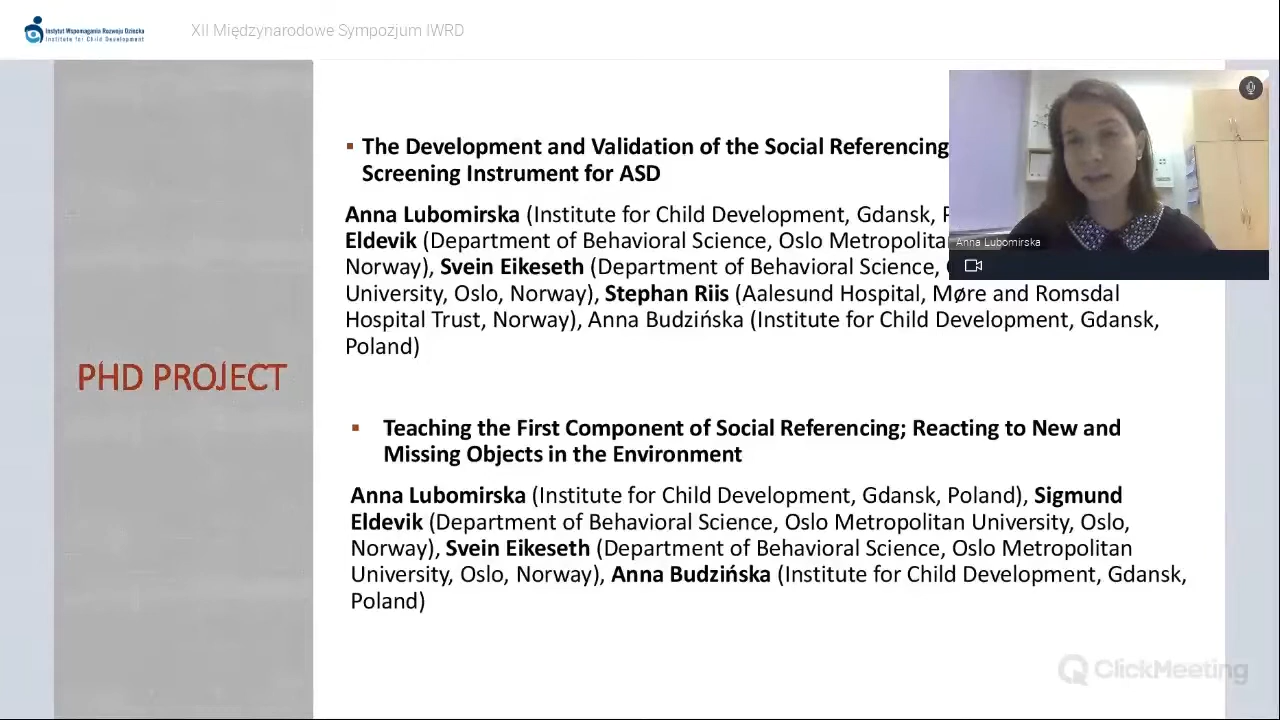 Instytut Wspomagania Rozwoju Dziecka
Institute for Child Development
XII Międzynarodowe Sympozjum IWRD
PHD PROJECT
The Development and Validation of the Social Referencing
Screening Instrument for ASD
Anna Lubomirska (Institute for Child Development, Gdansk,
Eldevik (Department of Behavioral Science, Oslo Metropolitan
Norway), Svein Eikeseth (Department of Behavioral Science,
University, Oslo, Norway), Stephan Riis (Aalesund Hospital, Møre and Romsdal
Hospital Trust, Norway), Anna Budzińska (Institute for Child Development, Gdansk,
Poland)
Teaching the First Component of Social Referencing; Reacting to New and
Missing Objects in the Environment
Anna Lubomirska (Institute for Child Development, Gdansk, Poland), Sigmund
Eldevik (Department of Behavioral Science, Oslo Metropolitan University, Oslo,
Norway), Svein Eikeseth (Department of Behavioral Science, Oslo Metropolitan
University, Oslo, Norway), Anna Budzińska (Institute for Child Development, Gdansk,
Poland)
Anna Lubomirska
ClickMeeting